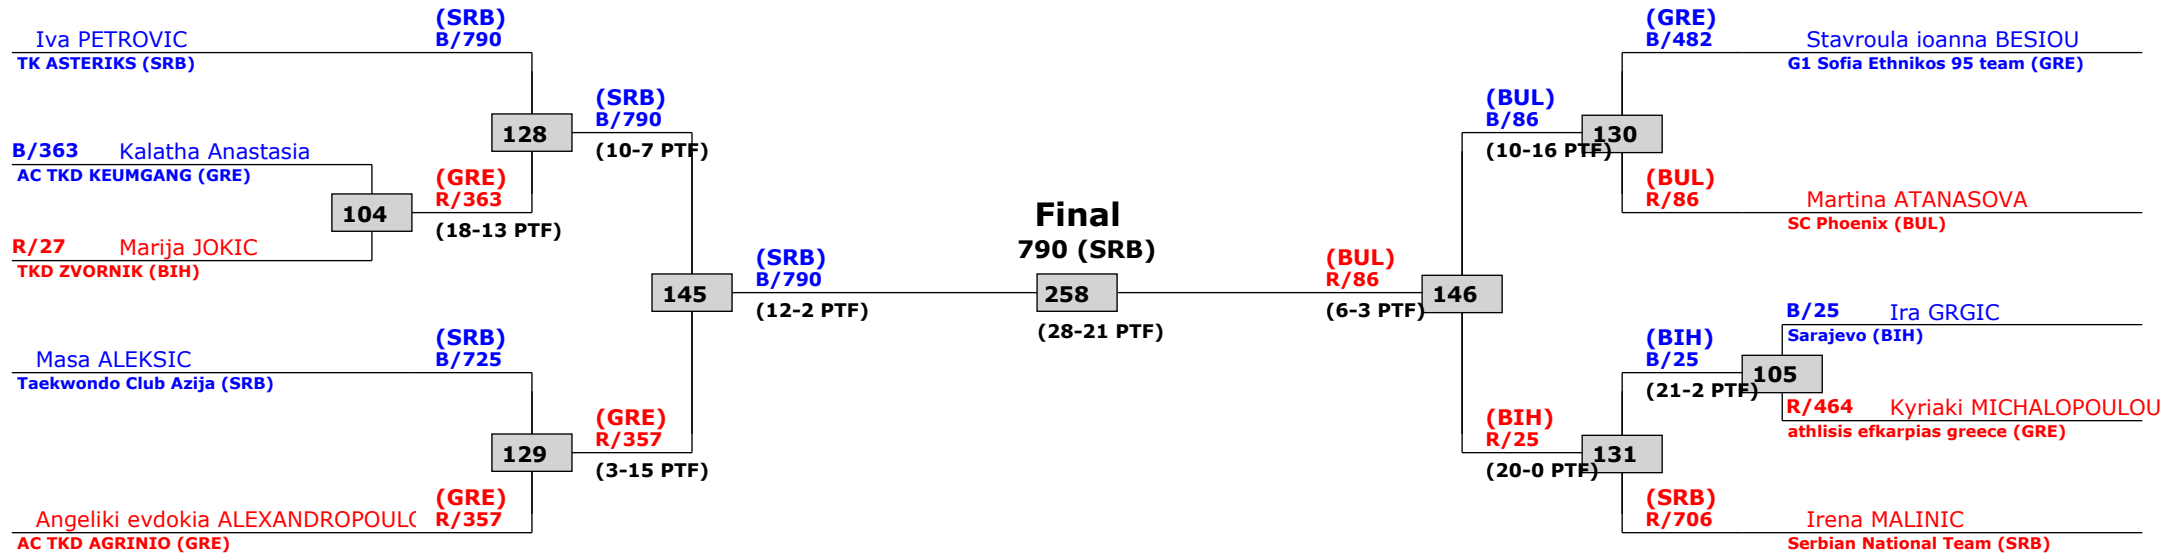 (SRB)
Iva PETROVIC B/790
TK ASTERIKS (SRB)
(SRB)
B/790
128
(10-7 PTF)
B/363 Kalatha Anastasia
AC TKD KEUMGANG (GRE)
(GRE)
R/363
104
(18-13 PTF)
R/27 Marija JOKIC
TKD ZVORNIK (BIH)
(SRB)
B/790
145
(12-2 PTF)
(SRB)
Masa ALEKSIC B/725
Taekwondo Club Azija (SRB)
(GRE)
R/357
129
(3-15 PTF)
(GRE)
Angeliki evdokia ALEXANDROPOUL R/357
AC TKD AGRINIO (GRE)
Final
790 (SRB)
258
(28-21 PTF)
(GRE)
B/482 Stavroula ioanna BESIOU
G1 Sofia Ethnikos 95 team (GRE)
(BUL)
B/86
130
(10-16 PTF)
(BUL)
R/86 Martina ATANASOVA
SC Phoenix (BUL)
(BUL)
R/86
146
(6-3 PTF)
B/25 Ira GRGIC
Sarajevo (BIH)
(BIH)
B/25
105
(21-2 PTF)
R/464 Kyriaki MICHALOPOULOU
athlisis efkarpias greece (GRE)
(BIH)
R/25
131
(20-0 PTF)
(SRB)
R/706 Irena MALINIC
Serbian National Team (SRB)